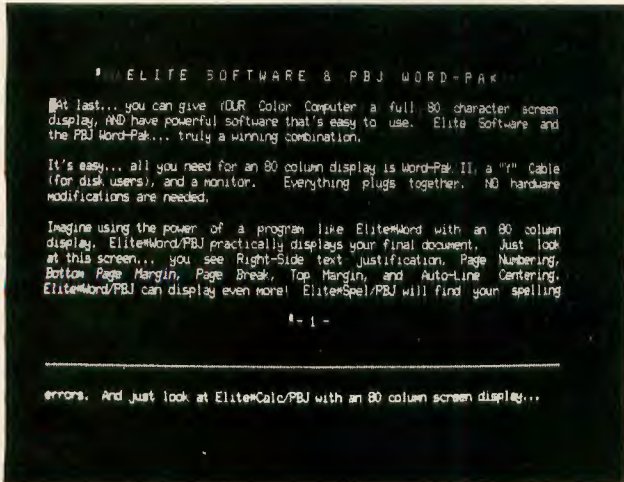 ELITE SOFTWARE & PBJ WORD-PAK
At last... you can give YOUR Color Computer a full 80 character screen
display, AND have powerful software that's easy to use. Elite Software and
the PBJ Word-Pak... truly a winning combination.
It's easy... all you need for an 80 column display is Word-Pak II, a "Y" Cable
(for disk users), and a monitor. Everything plugs together. NO hardware
modifications are needed.
Imagine using the power of a program like Elite*Word with an 80 column
display. Elite*Word/PBJ practically displays your final document. Just look
at this screen... you see Right-Side text justification, Page Numbering,
Bottom Page Margin, Page Break, Top Margin, and Auto-Line Centering.
Elite*Word/PBJ can display even more! Elite*Spel/PBJ will find your spelling
- 1 -
errors. And just look at Elite*Calc/PBJ with an 80 column screen display...